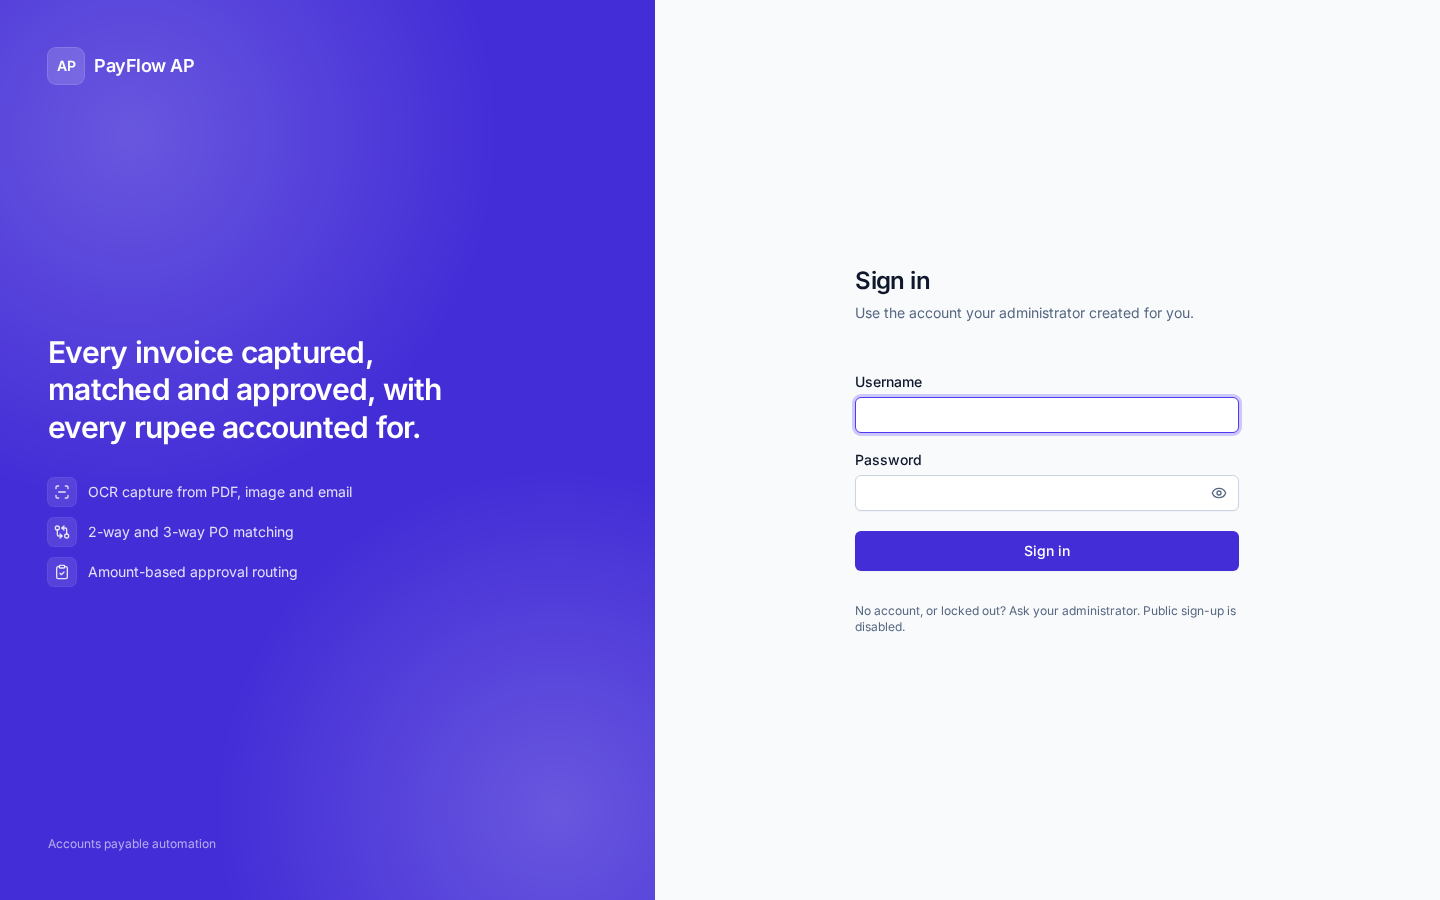 AP PayFlow AP
Every invoice captured,
matched and approved, with
every rupee accounted for.
OCR capture from PDF, image and email
2-way and 3-way PO matching
Amount-based approval routing
Accounts payable automation
Sign in
Use the account your administrator created for you.
Username
Password
Sign in
No account, or locked out? Ask your administrator. Public sign-up is
disabled.